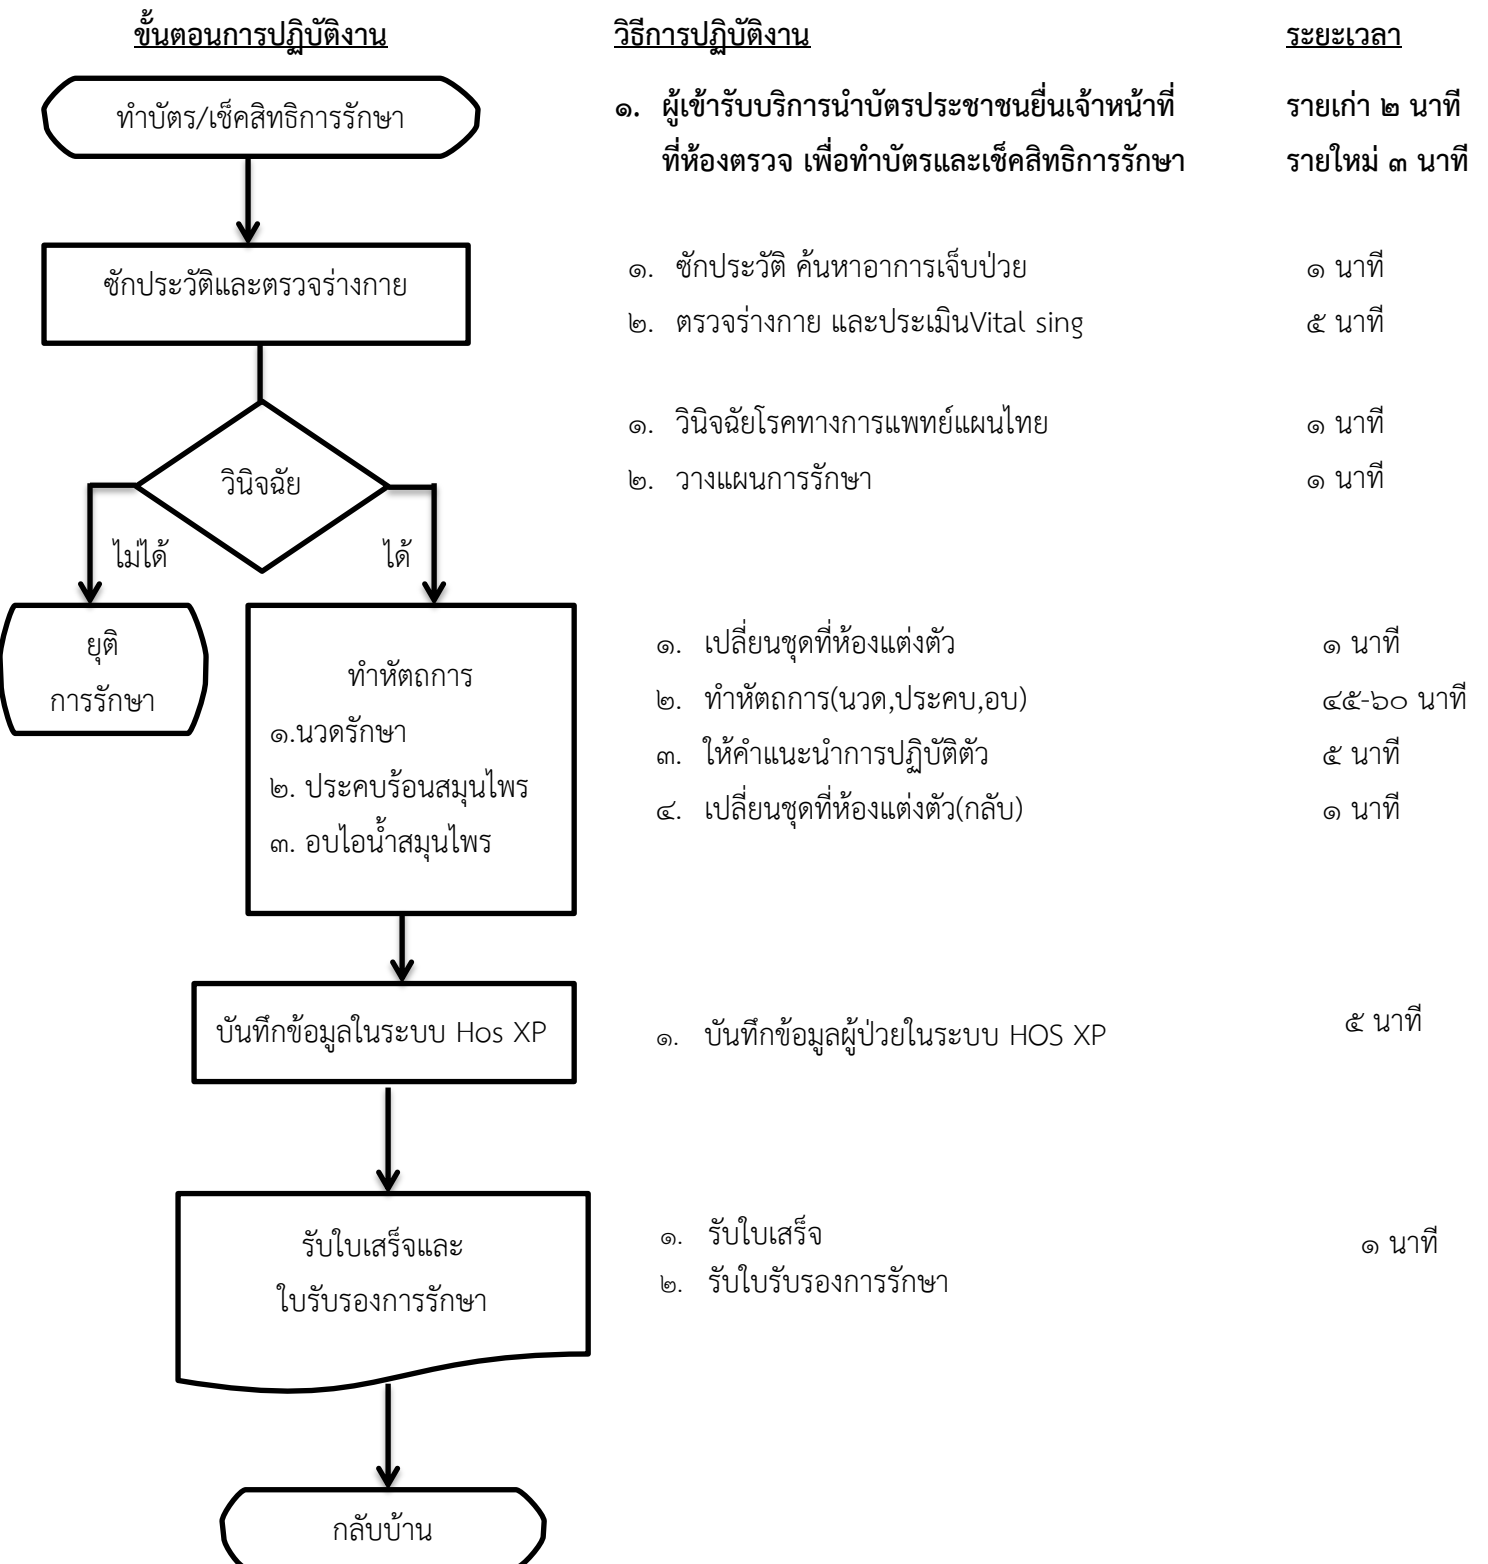 ขั้นตอนการปฏิบัติงาน วิธีการปฏิบัติงาน ระยะเวลา
ทำบัตร/เช็คสิทธิการรักษา
๑. ผู้เข้ารับบริการนำบัตรประชาชนยื่นเจ้าหน้าที่ รายเก่า ๒ นาที
ที่ห้องตรวจ เพื่อทำบัตรและเช็คสิทธิการรักษา รายใหม่ ๓ นาที
ซักประวัติและตรวจร่างกาย
๑. ซักประวัติ ค้นหาอาการเจ็บป่วย ๑ นาที
๒. ตรวจร่างกาย และประเมินVital sing ๕ นาที
วินิจฉัย
๑. วินิจฉัยโรคทางการแพทย์แผนไทย ๑ นาที
๒. วางแผนการรักษา ๑ นาที
ไม่ได้ ได้
ยุติ
การรักษา
ทำหัตถการ
๑.นวดรักษา
๒. ประคบร้อนสมุนไพร
๓. อบไอน้ำสมุนไพร
๑. เปลี่ยนชุดที่ห้องแต่งตัว ๑ นาที
๒. ทำหัตถการ(นวด,ประคบ,อบ) ๔๕-๖๐ นาที
๓. ให้คำแนะนำการปฏิบัติตัว ๕ นาที
๔. เปลี่ยนชุดที่ห้องแต่งตัว(กลับ) ๑ นาที
บันทึกข้อมูลในระบบ Hos XP
๑. บันทึกข้อมูลผู้ป่วยในระบบ HOS XP ๕ นาที
รับใบเสร็จและ
ใบรับรองการรักษา
๑. รับใบเสร็จ ๑ นาที
๒. รับใบรับรองการรักษา
กลับบ้าน